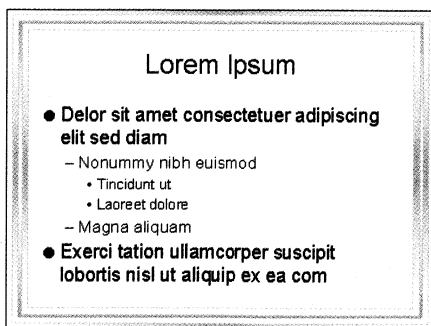 Lorem Ipsum
● Delor sit amet consectetuer adipiscing
elit sed diam
– Nonummy nibh euismod
• Tincidunt ut
• Laoreet dolore
– Magna aliquam
● Exerci tation ullamcorper suscipit
lobortis nisl ut aliquip ex ea com